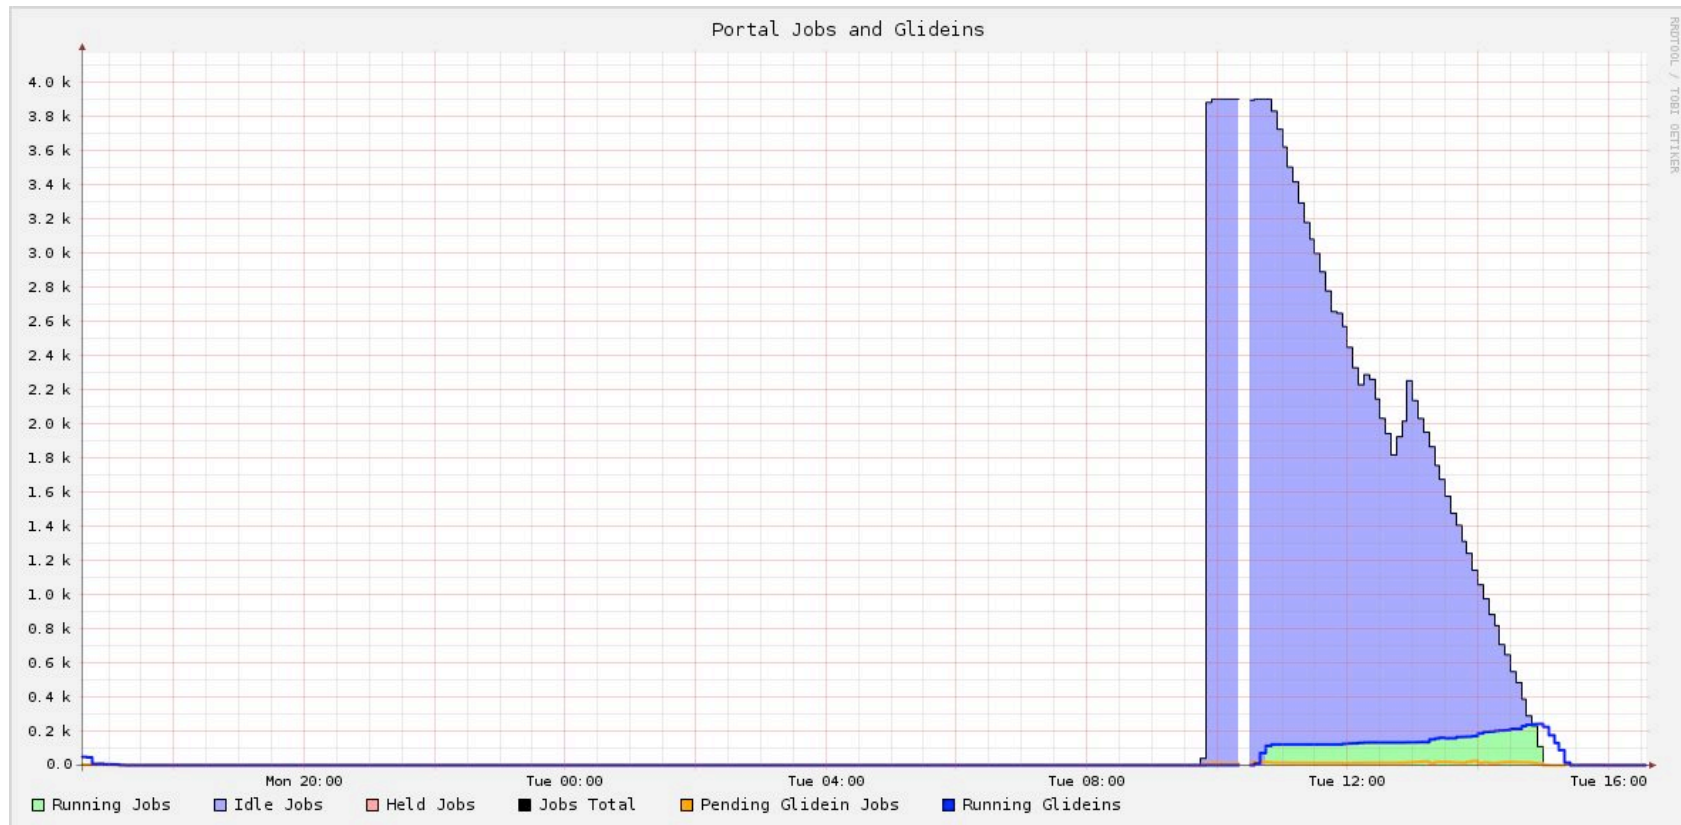 Portal Jobs and Glideins
RRDTOOL / TOBI OETIKER
4.0 k
3.8 k
3.6 k
3.4 k
3.2 k
3.0 k
2.8 k
2.6 k
2.4 k
2.2 k
2.0 k
1.8 k
1.6 k
1.4 k
1.2 k
1.0 k
0.8 k
0.6 k
0.4 k
0.2 k
0.0
Mon 20:00 Tue 00:00 Tue 04:00 Tue 08:00 Tue 12:00 Tue 16:00
Running Jobs Idle Jobs Held Jobs Jobs Total Pending Glidein Jobs Running Glideins